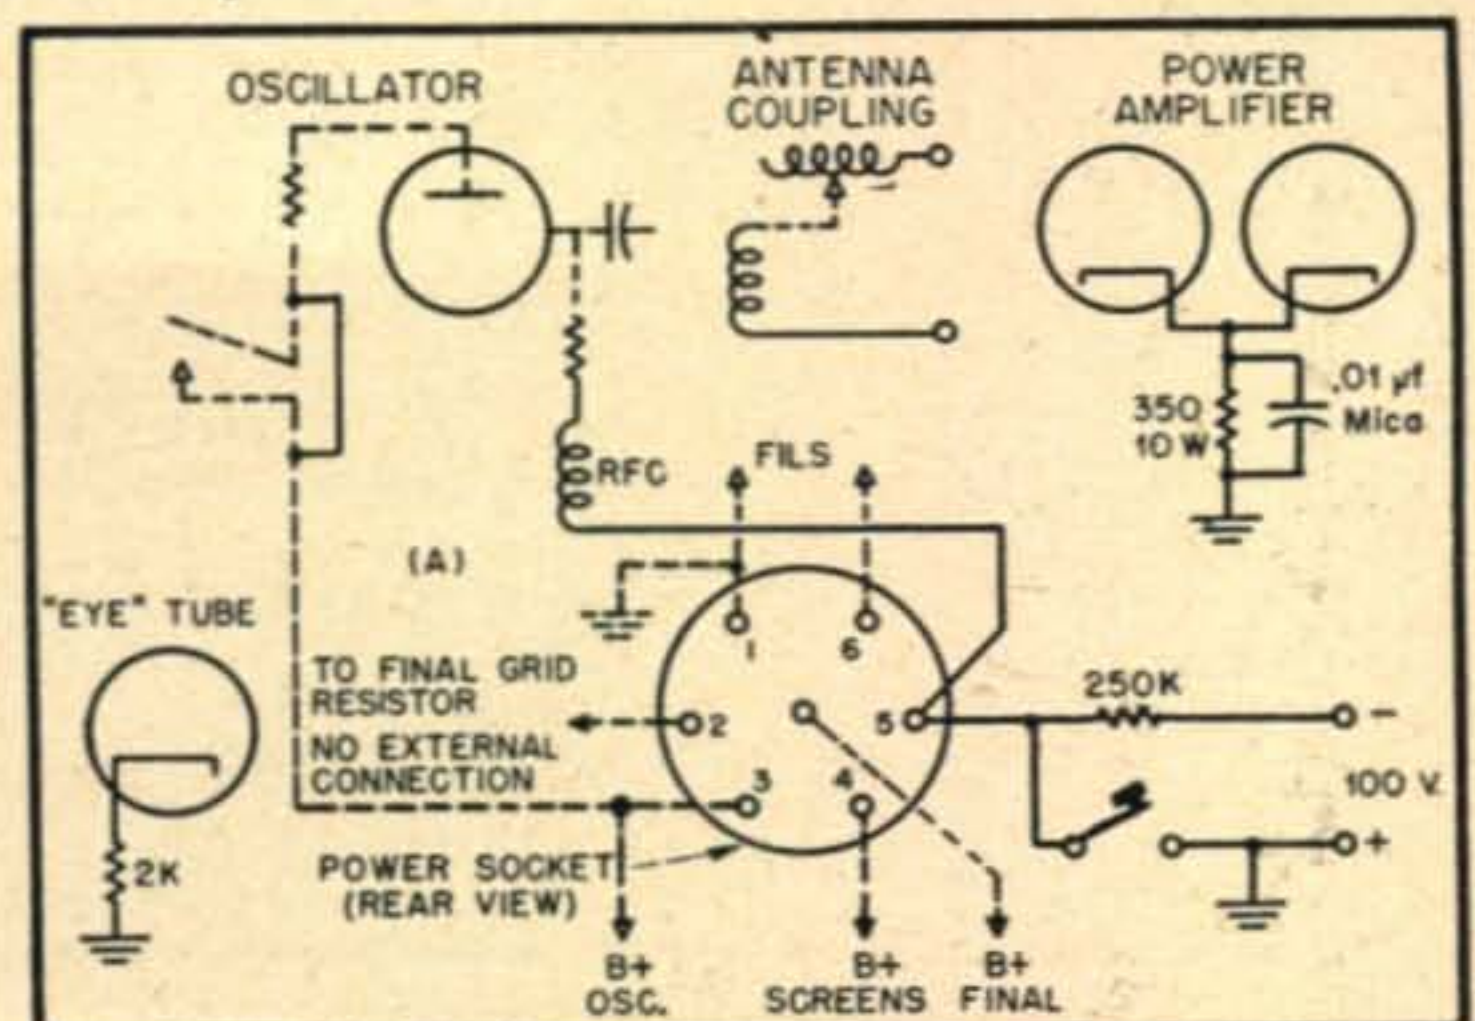 OSCILLATOR
ANTENNA
COUPLING
POWER
AMPLIFIER
.01 µf
Mica
350
10 W
FILS
RFC
(A)
"EYE" TUBE
1
6
TO FINAL GRID
RESISTOR
2
5
250K
−
NO EXTERNAL
CONNECTION
3
4
100 V.
+
POWER SOCKET
(REAR VIEW)
2K
B+
OSC.
B+
SCREENS
B+
FINAL